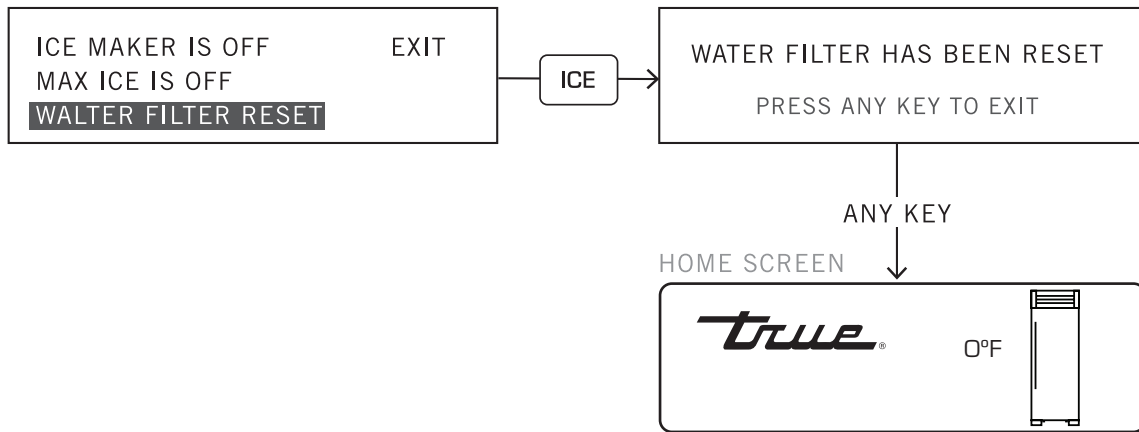 ICE MAKER IS OFF EXIT
MAX ICE IS OFF
WALTER FILTER RESET
ICE
WATER FILTER HAS BEEN RESET
PRESS ANY KEY TO EXIT
ANY KEY
HOME SCREEN
true®
0ºF